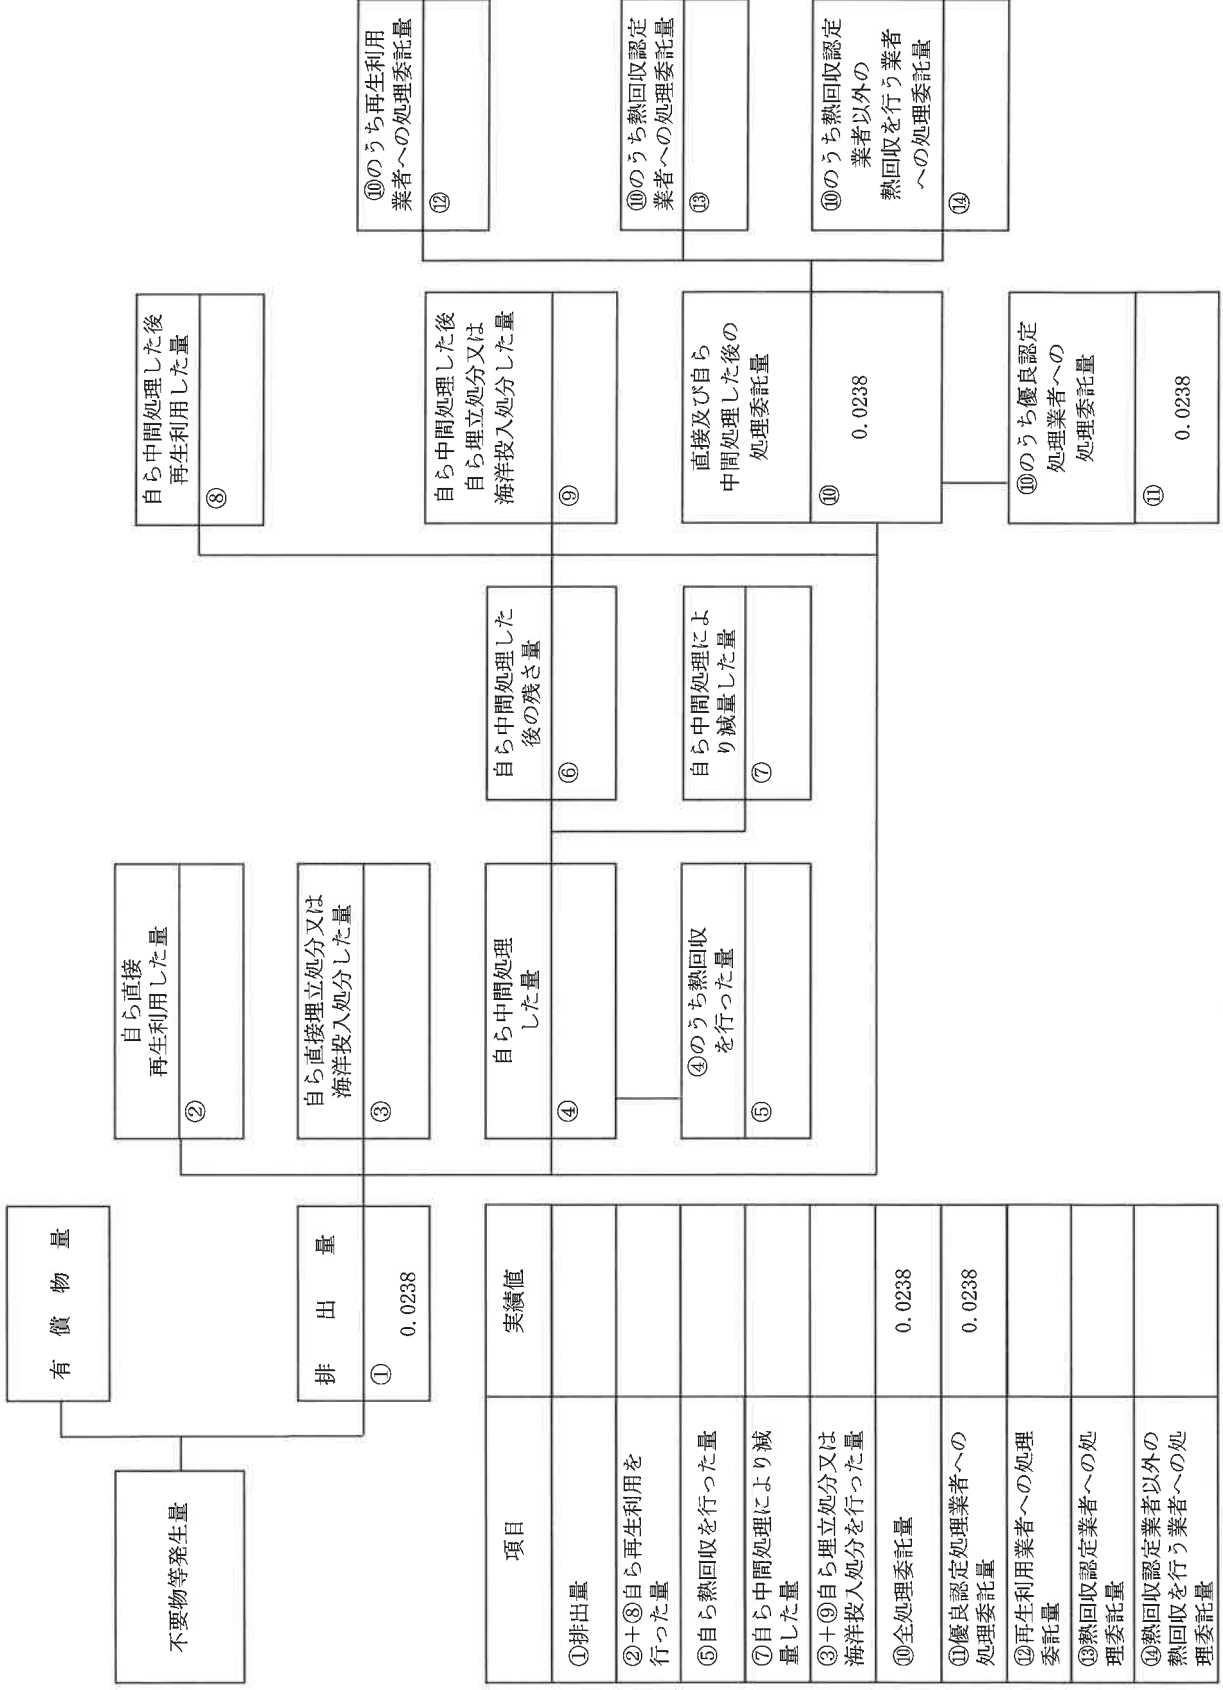 有償物量
不要物等発生量
排出量
① 0.0238
自ら直接
再生利用した量
②
自ら直接埋立処分又は
海洋投入処分した量
③
自ら中間処理
した量
④
④のうち熱回収
を行った量
⑤
自ら中間処理した
後の残さ量
⑥
自ら中間処理によ
り減量した量
⑦
自ら中間処理した後
再生利用した量
⑧
自ら中間処理した後
自ら埋立処分又は
海洋投入処分した量
⑨
直接及び自ら
中間処理した後の
処理委託量
⑩ 0.0238
⑩のうち優良認定
処理業者への
処理委託量
⑪ 0.0238
⑩のうち再生利用
業者への処理委託量
⑫
⑩のうち熱回収認定
業者への処理委託量
⑬
⑩のうち熱回収認定
業者以外の
熱回収を行う業者
への処理委託量
⑭
項目 実績値
①排出量
②+⑧自ら再生利用を
行った量
⑤自ら熱回収を行った量
⑦自ら中間処理により減
量した量
③+⑨自ら埋立処分又は
海洋投入処分を行った量
⑩全処理委託量 0.0238
⑪優良認定処理業者への
処理委託量 0.0238
⑫再生利用業者への処理
委託量
⑬熱回収認定業者への処
理委託量
⑭熱回収認定業者以外の
熱回収を行う業者への処
理委託量